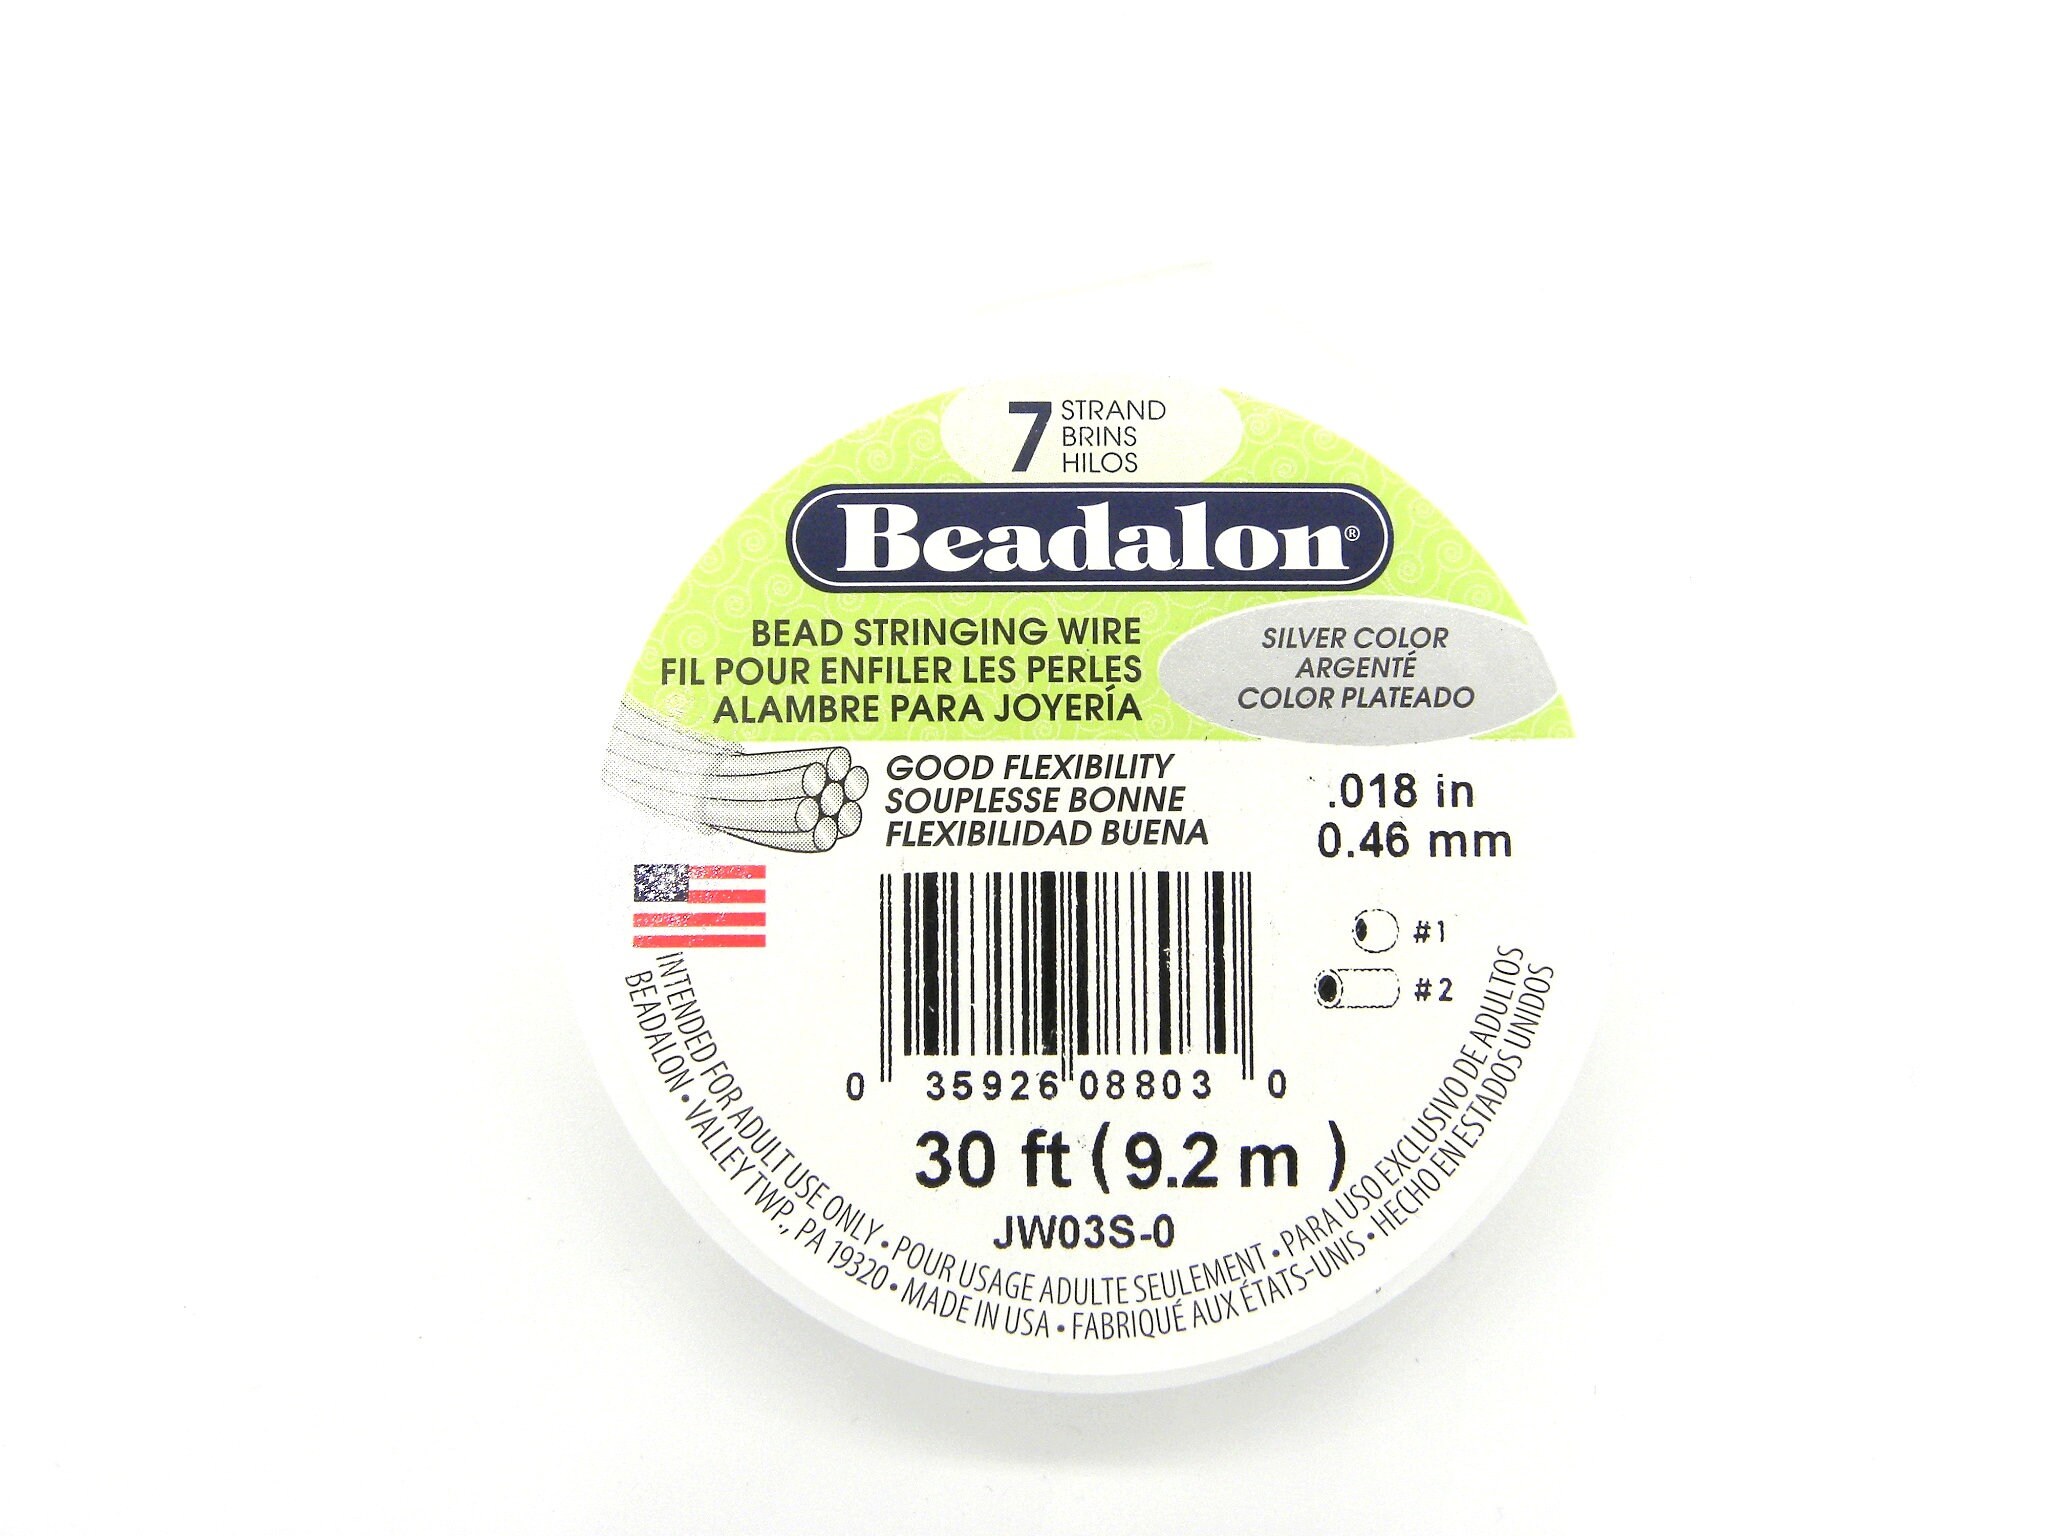 7 STRAND
BRINS
HILOS
Beadalon®
BEAD STRINGING WIRE
FIL POUR ENFILER LES PERLES
ALAMBRE PARA JOYERÍA
SILVER COLOR
ARGENTÉ
COLOR PLATEADO
GOOD FLEXIBILITY
SOUPLESSE BONNE
FLEXIBILIDAD BUENA
.018 in
0.46 mm
#1
#2
0 35926 08803 0
30 ft (9.2 m)
JW03S-0
INTENDED FOR ADULT USE ONLY • POUR USAGE ADULTE SEULEMENT • PARA USO EXCLUSIVO DE ADULTOS
BEADALON • VALLEY TWP., PA 19320 • MADE IN USA • FABRIQUÉ AUX ÉTATS-UNIS • HECHO EN ESTADOS UNIDOS